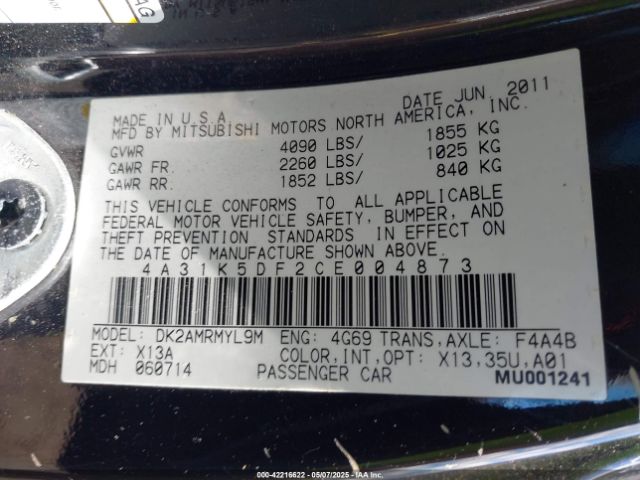 AG
DATE JUN. 2011
MADE IN U.S.A.
MFD BY MITSUBISHI MOTORS NORTH AMERICA, INC.
GVWR 4090 LBS/ 1855 KG
GAWR FR. 2260 LBS/ 1025 KG
GAWR RR. 1852 LBS/ 840 KG
THIS VEHICLE CONFORMS TO ALL APPLICABLE
FEDERAL MOTOR VEHICLE SAFETY, BUMPER, AND
THEFT PREVENTION STANDARDS IN EFFECT ON
THE DATE OF MANUFACTURE SHOWN ABOVE.
4A31K5DF2CE004873
MODEL: DK2AMRMYL9M ENG: 4G69 TRANS,AXLE: F4A4B
EXT: X13A COLOR,INT,OPT: X13,35U,A01
MDH 060714 PASSENGER CAR MU001241
000-42216622 05/07/2025 - IAAI.COM